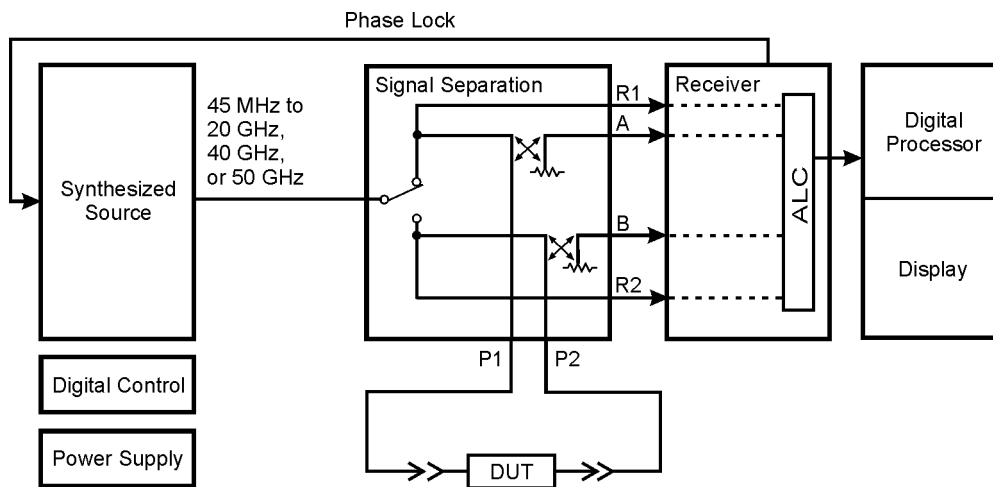 Phase Lock
Synthesized
Source
45 MHz to
20 GHz,
40 GHz,
or 50 GHz
Signal Separation
R1
A
B
R2
Receiver
ALC
Digital
Processor
Display
P1
P2
Digital Control
Power Supply
DUT